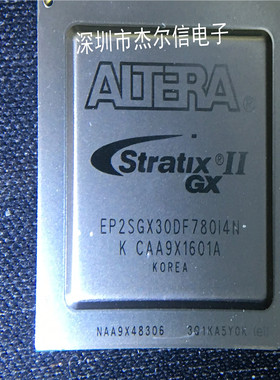 深圳市杰尔信电子
ALTERA®
Stratix® II
GX
EP2SGX30DF780I4N
K CAA9X1601A
KOREA
NAA9X48306